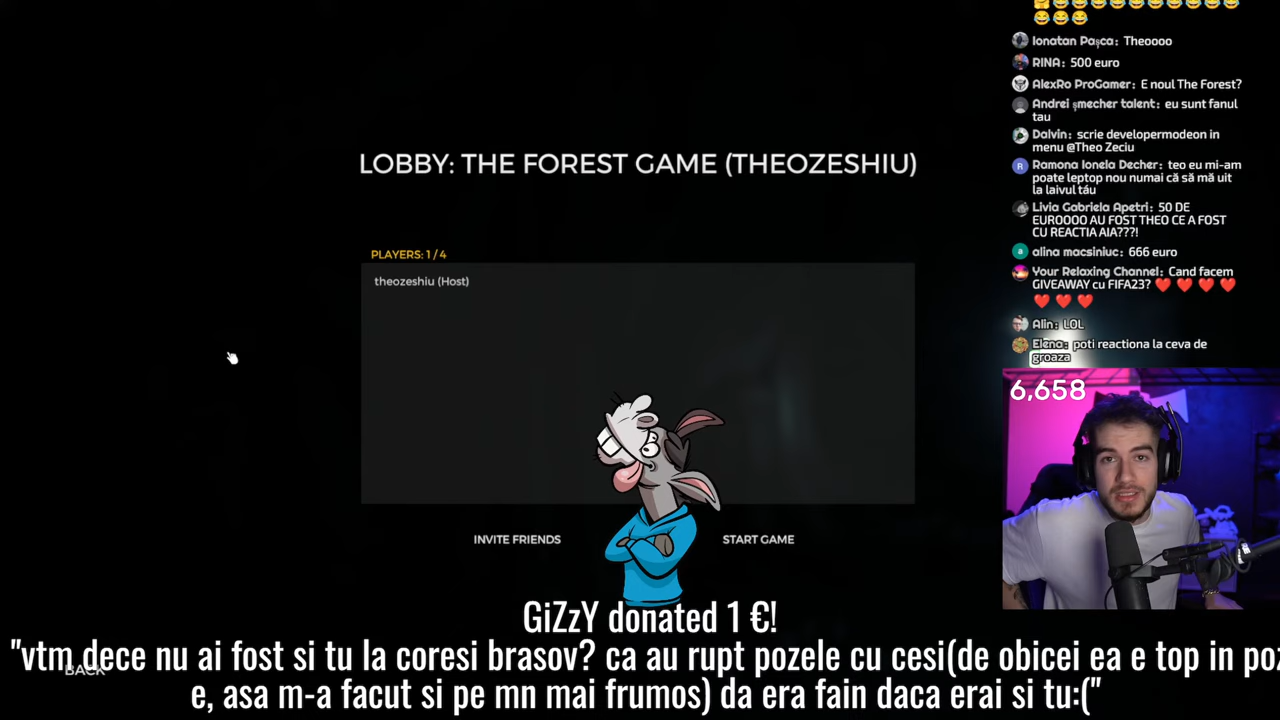 LOBBY: THE FOREST GAME (THEOZESHIU)
PLAYERS: 1 / 4
theozeshiu (Host)
INVITE FRIENDS
START GAME
BACK
Ionatan Pașca: Theoooo
RINA: 500 euro
AlexRo ProGamer: E noul The Forest?
Andrei șmecher talent: eu sunt fanul
tau
Dalvin: scrie developermodeon in
menu @Theo Zeciu
R
Ramona Ionela Decher: teo eu mi-am
poate leptop nou numai că să mă uit
la laivul táu
Livia Gabriela Apetri: 50 DE
EUROOOO AU FOST THEO CE A FOST
CU REACTIA AIA???!
a
alina macsiniuc: 666 euro
Your Relaxing Channel: Cand facem
GIVEAWAY cu FIFA23? ❤️ ❤️ ❤️ ❤️
❤️ ❤️ ❤️
Alin: LOL
Elena: poti reactiona la ceva de
groaza
6,658
GiZzY donated 1 €!
"vtm dece nu ai fost si tu la coresi brasov? ca au rupt pozele cu cesi(de obicei ea e top in poz
e, asa m-a facut si pe mn mai frumos) da era fain daca erai si tu:("